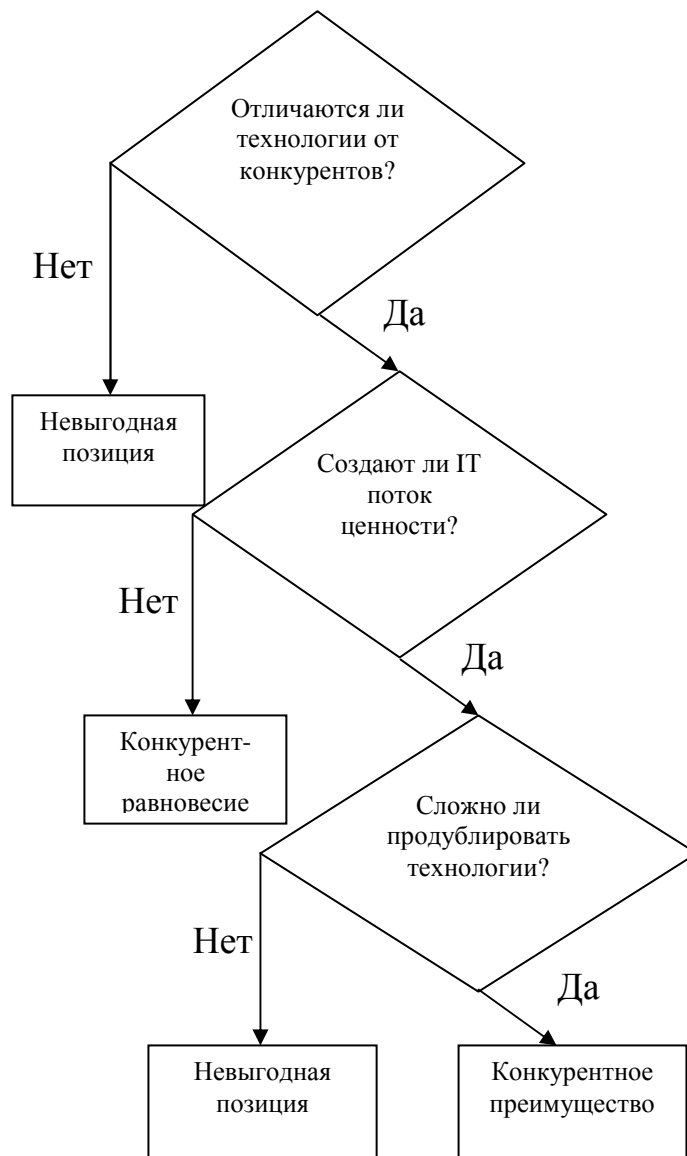 Отличаются ли
технологии от
конкурентов?
Нет
Да
Невыгодная
позиция
Создают ли IT
поток
ценности?
Нет
Да
Конкурент-
ное
равновесие
Сложно ли
продублировать
технологии?
Нет
Да
Невыгодная
позиция
Конкурентное
преимущество